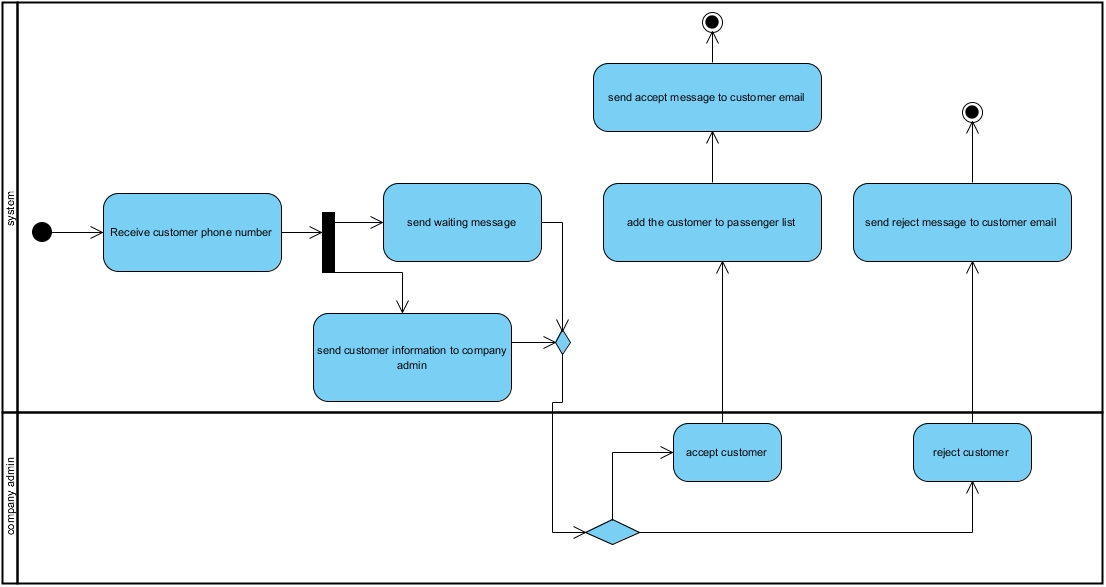 system
Receive customer phone number
send waiting message
send customer information to company
admin
send accept message to customer email
add the customer to passenger list
send reject message to customer email
company admin
accept customer
reject customer